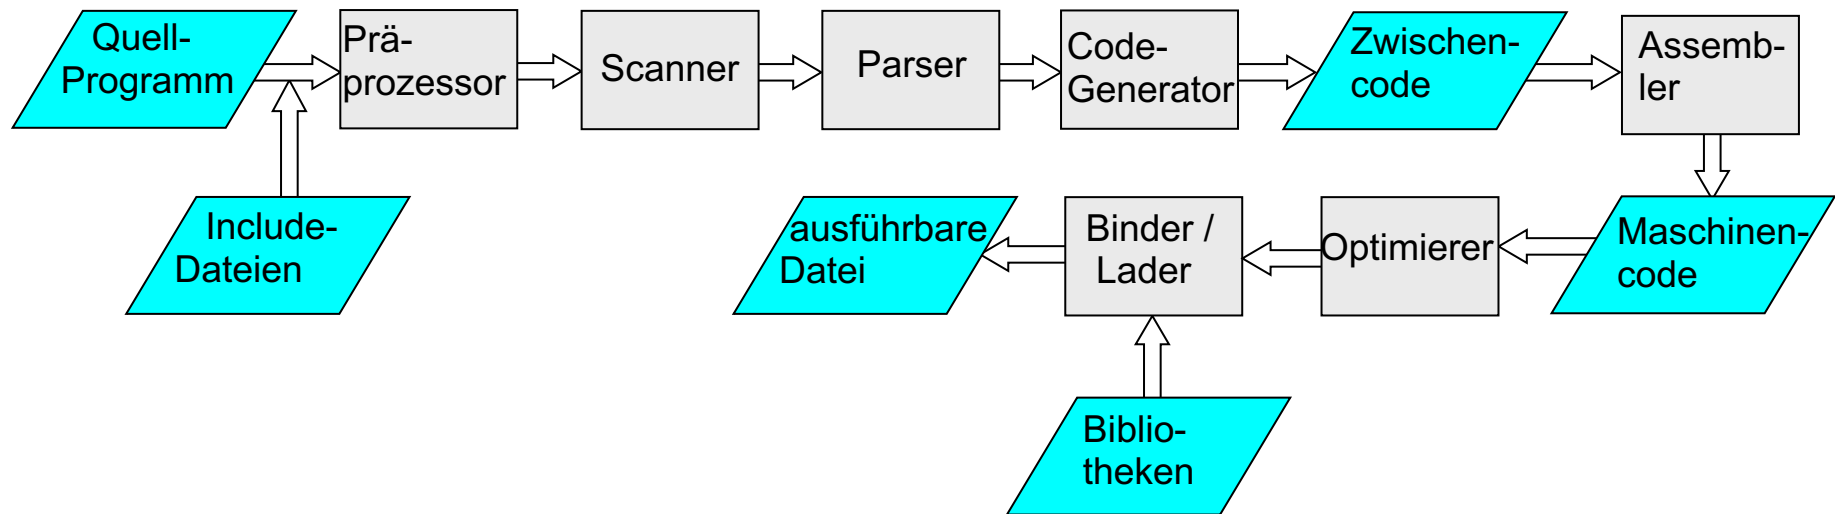 Quell-
Programm
Prä-
prozessor
Scanner
Parser
Code-
Generator
Zwischen-
code
Assemb-
ler
Include-
Dateien
ausführbare
Datei
Binder /
Lader
Optimierer
Maschinen-
code
Biblio-
theken